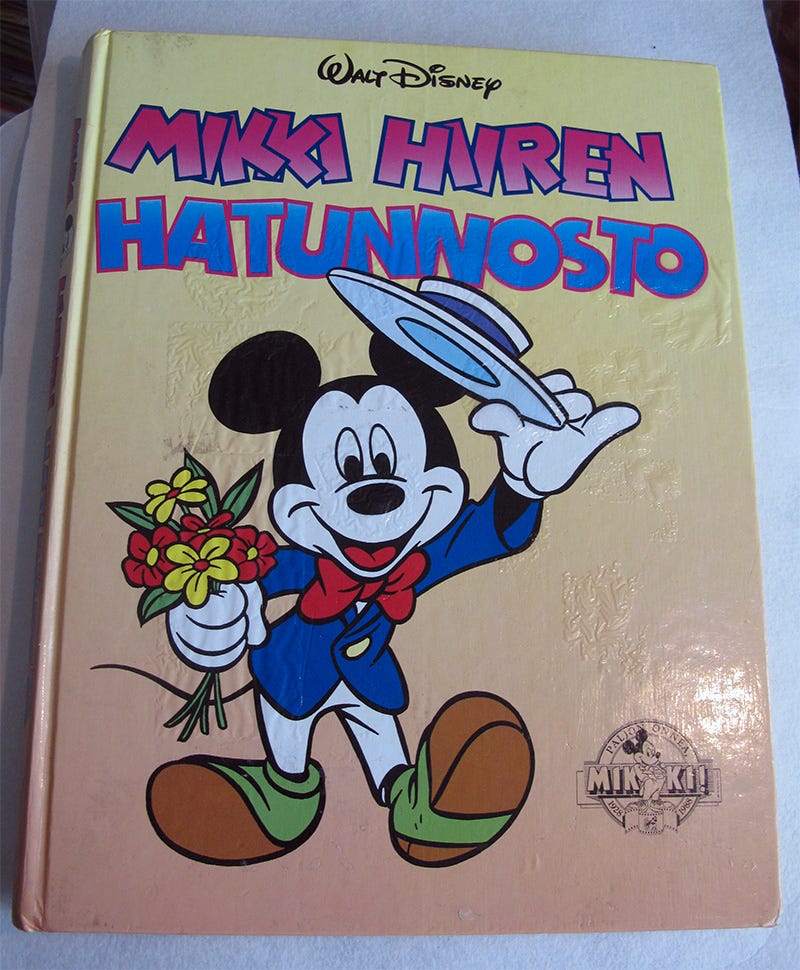 WALT DISNEY
MIKKI HIIREN
HATUNNOSTO
PALJON ONNEA
MIKKI!
1928 1988